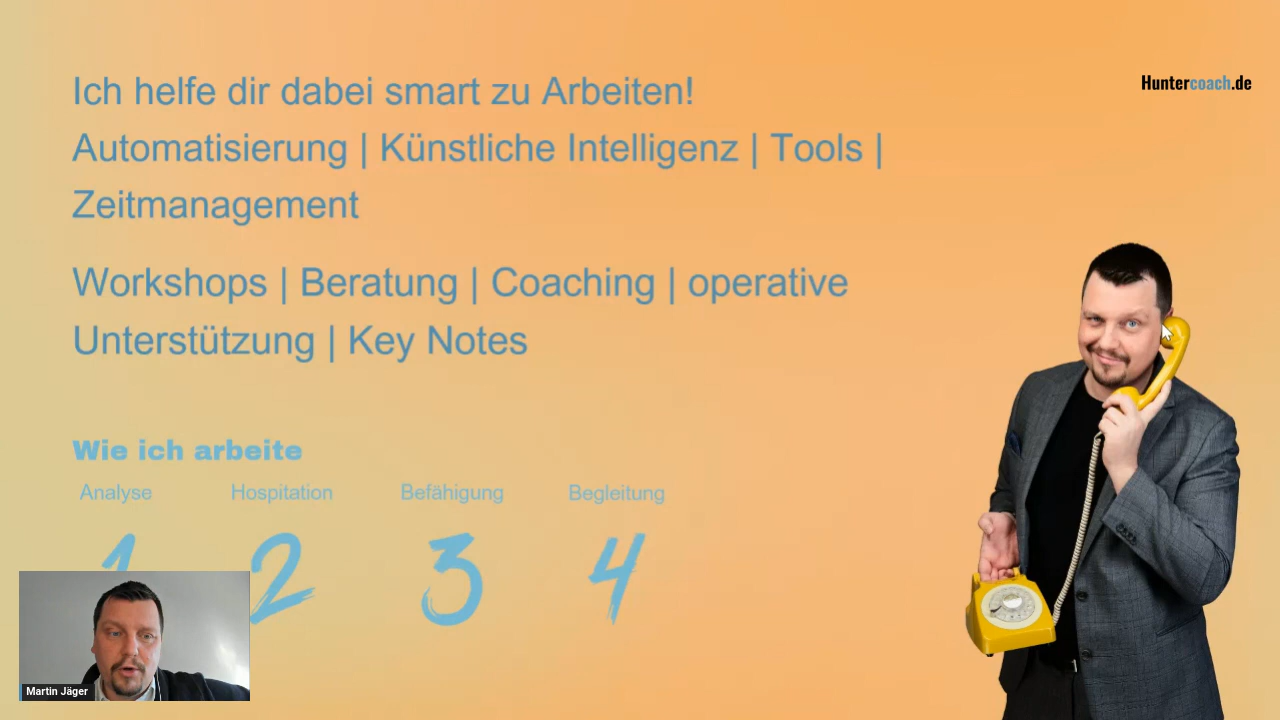 Ich helfe dir dabei smart zu Arbeiten!
Huntercoach.de
Automatisierung | Künstliche Intelligenz | Tools |
Zeitmanagement
Workshops | Beratung | Coaching | operative
Unterstützung | Key Notes
Wie ich arbeite
Analyse Hospitation Befähigung Begleitung
1 2 3 4
Martin Jäger